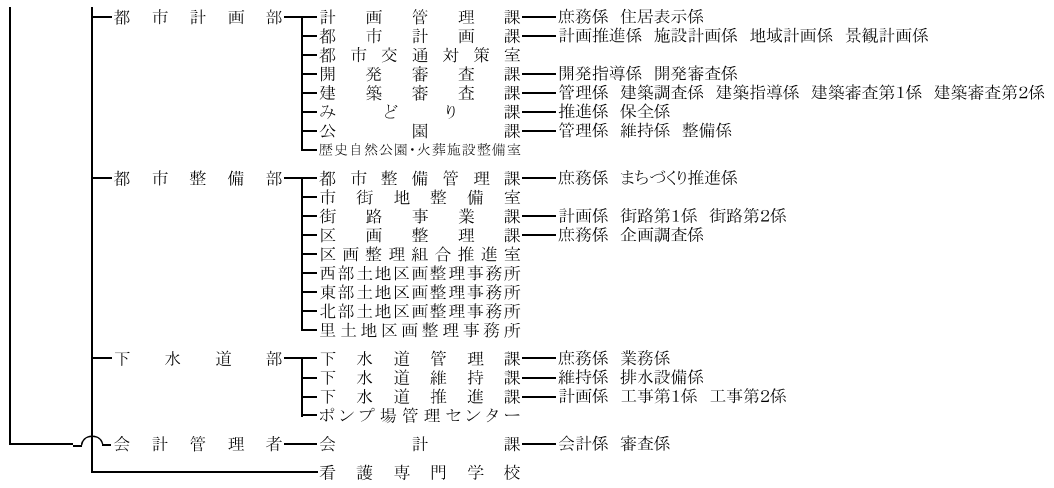 都市計画部 計画管理課 庶務係 住居表示係
都市計画課 計画推進係 施設計画係 地域計画係 景観計画係
都市交通対策室
開発審査課 開発指導係 開発審査係
建築審査課 管理係 建築調査係 建築指導係 建築審査第1係 建築審査第2係
みどり課 推進係 保全係
公園課 管理係 維持係 整備係
歴史自然公園・火葬施設整備室
都市整備部 都市整備管理課 庶務係 まちづくり推進係
市街地整備室
街路事業課 計画係 街路第1係 街路第2係
区画整理課 庶務係 企画調査係
区画整理組合推進室
西部土地区画整理事務所
東部土地区画整理事務所
北部土地区画整理事務所
里土地区画整理事務所
下水道部 下水道管理課 庶務係 業務係
下水道維持課 維持係 排水設備係
下水道推進課 計画係 工事第1係 工事第2係
ポンプ場管理センター
会計管理者 会計課 会計係 審査係
看護専門学校